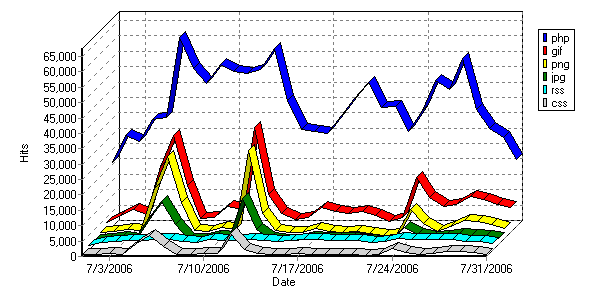 php
gif
png
jpg
rss
css
65,000
60,000
55,000
50,000
45,000
40,000
35,000
30,000
25,000
20,000
15,000
10,000
5,000
0
Hits
7/3/2006 7/10/2006 7/17/2006 7/24/2006 7/31/2006
Date